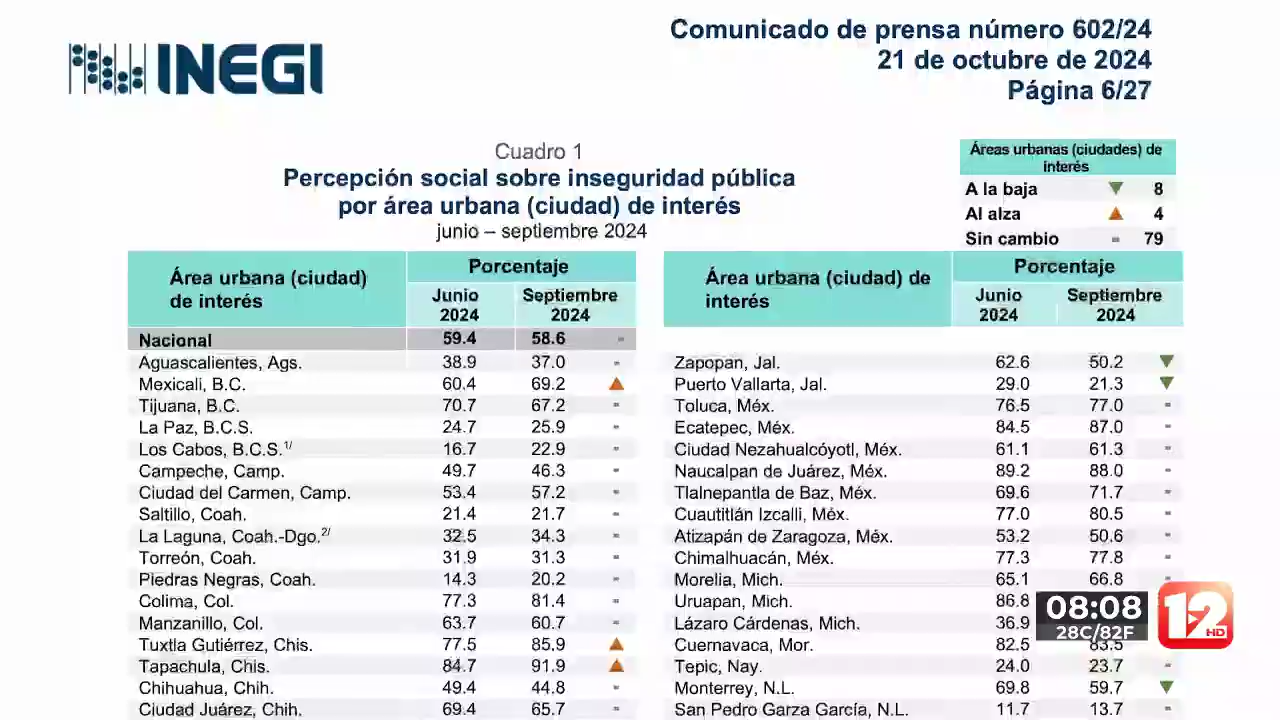 INEGI
Comunicado de prensa número 602/24
21 de octubre de 2024
Página 6/27
Cuadro 1
Percepción social sobre inseguridad pública
por área urbana (ciudad) de interés
junio – septiembre 2024
Áreas urbanas (ciudades) de
interés
A la baja ▼ 8
Al alza ▲ 4
Sin cambio = 79
Área urbana (ciudad)
de interés
Porcentaje
Junio
2024
Septiembre
2024
Nacional 59.4 58.6 =
Aguascalientes, Ags. 38.9 37.0 =
Mexicali, B.C. 60.4 69.2 ▲
Tijuana, B.C. 70.7 67.2 =
La Paz, B.C.S. 24.7 25.9 =
Los Cabos, B.C.S.1/ 16.7 22.9 =
Campeche, Camp. 49.7 46.3 =
Ciudad del Carmen, Camp. 53.4 57.2 =
Saltillo, Coah. 21.4 21.7 =
La Laguna, Coah.-Dgo.2/ 32.5 34.3 =
Torreón, Coah. 31.9 31.3 =
Piedras Negras, Coah. 14.3 20.2 =
Colima, Col. 77.3 81.4 =
Manzanillo, Col. 63.7 60.7 =
Tuxtla Gutiérrez, Chis. 77.5 85.9 ▲
Tapachula, Chis. 84.7 91.9 ▲
Chihuahua, Chih. 49.4 44.8 =
Ciudad Juárez, Chih. 69.4 65.7 =
Área urbana (ciudad) de
interés
Porcentaje
Junio
2024
Septiembre
2024
Zapopan, Jal. 62.6 50.2 ▼
Puerto Vallarta, Jal. 29.0 21.3 ▼
Toluca, Méx. 76.5 77.0 =
Ecatepec, Méx. 84.5 87.0 =
Ciudad Nezahualcóyotl, Méx. 61.1 61.3 =
Naucalpan de Juárez, Méx. 89.2 88.0 =
Tlalnepantla de Baz, Méx. 69.6 71.7 =
Cuautitlán Izcalli, Méx. 77.0 80.5 =
Atizapán de Zaragoza, Méx. 53.2 50.6 =
Chimalhuacán, Méx. 77.3 77.8 =
Morelia, Mich. 65.1 66.8 =
Uruapan, Mich. 86.8
Lázaro Cárdenas, Mich. 36.9
Cuernavaca, Mor. 82.5 83.5
Tepic, Nay. 24.0 23.7 =
Monterrey, N.L. 69.8 59.7 ▼
San Pedro Garza García, N.L. 11.7 13.7 =
08:08
28C/82F
12
HD